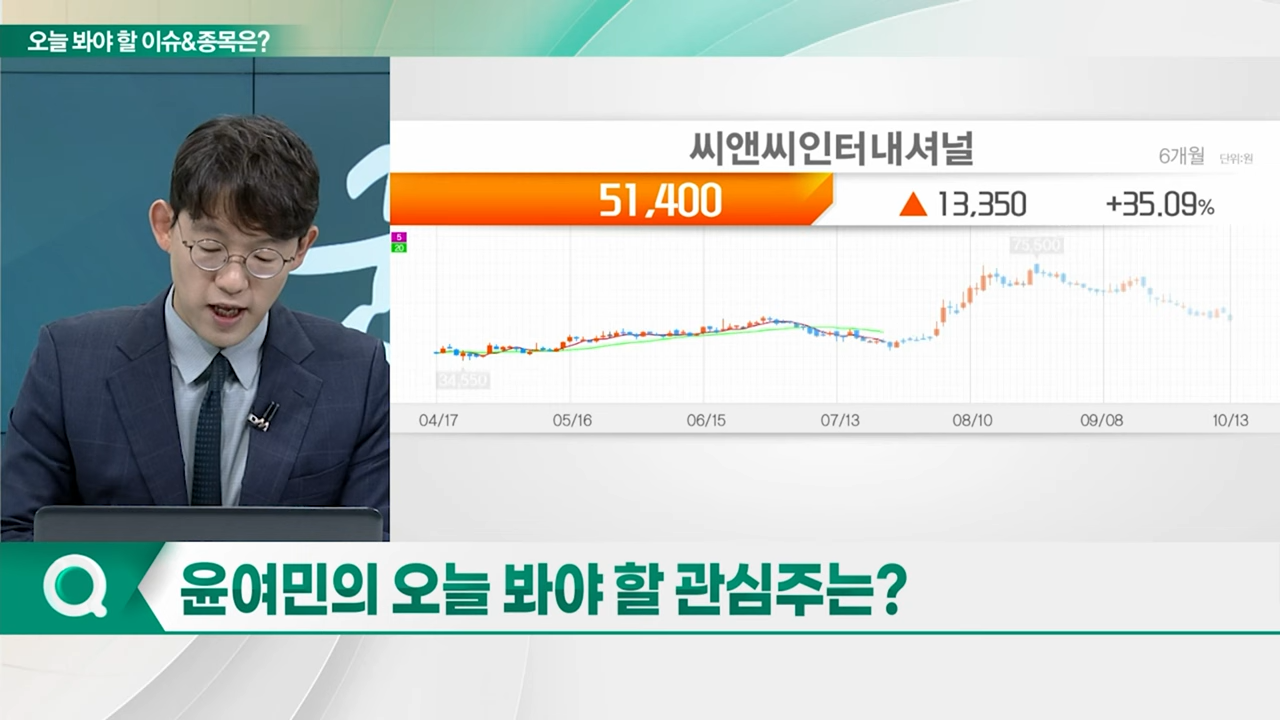 오늘 봐야 할 이슈&종목은?
씨앤씨인터내셔널
6개월 단위:원
51,400 ▲ 13,350 +35.09%
5
20
75,500
34,550
04/17 05/16 06/15 07/13 08/10 09/08 10/13
윤여민의 오늘 봐야 할 관심주는?